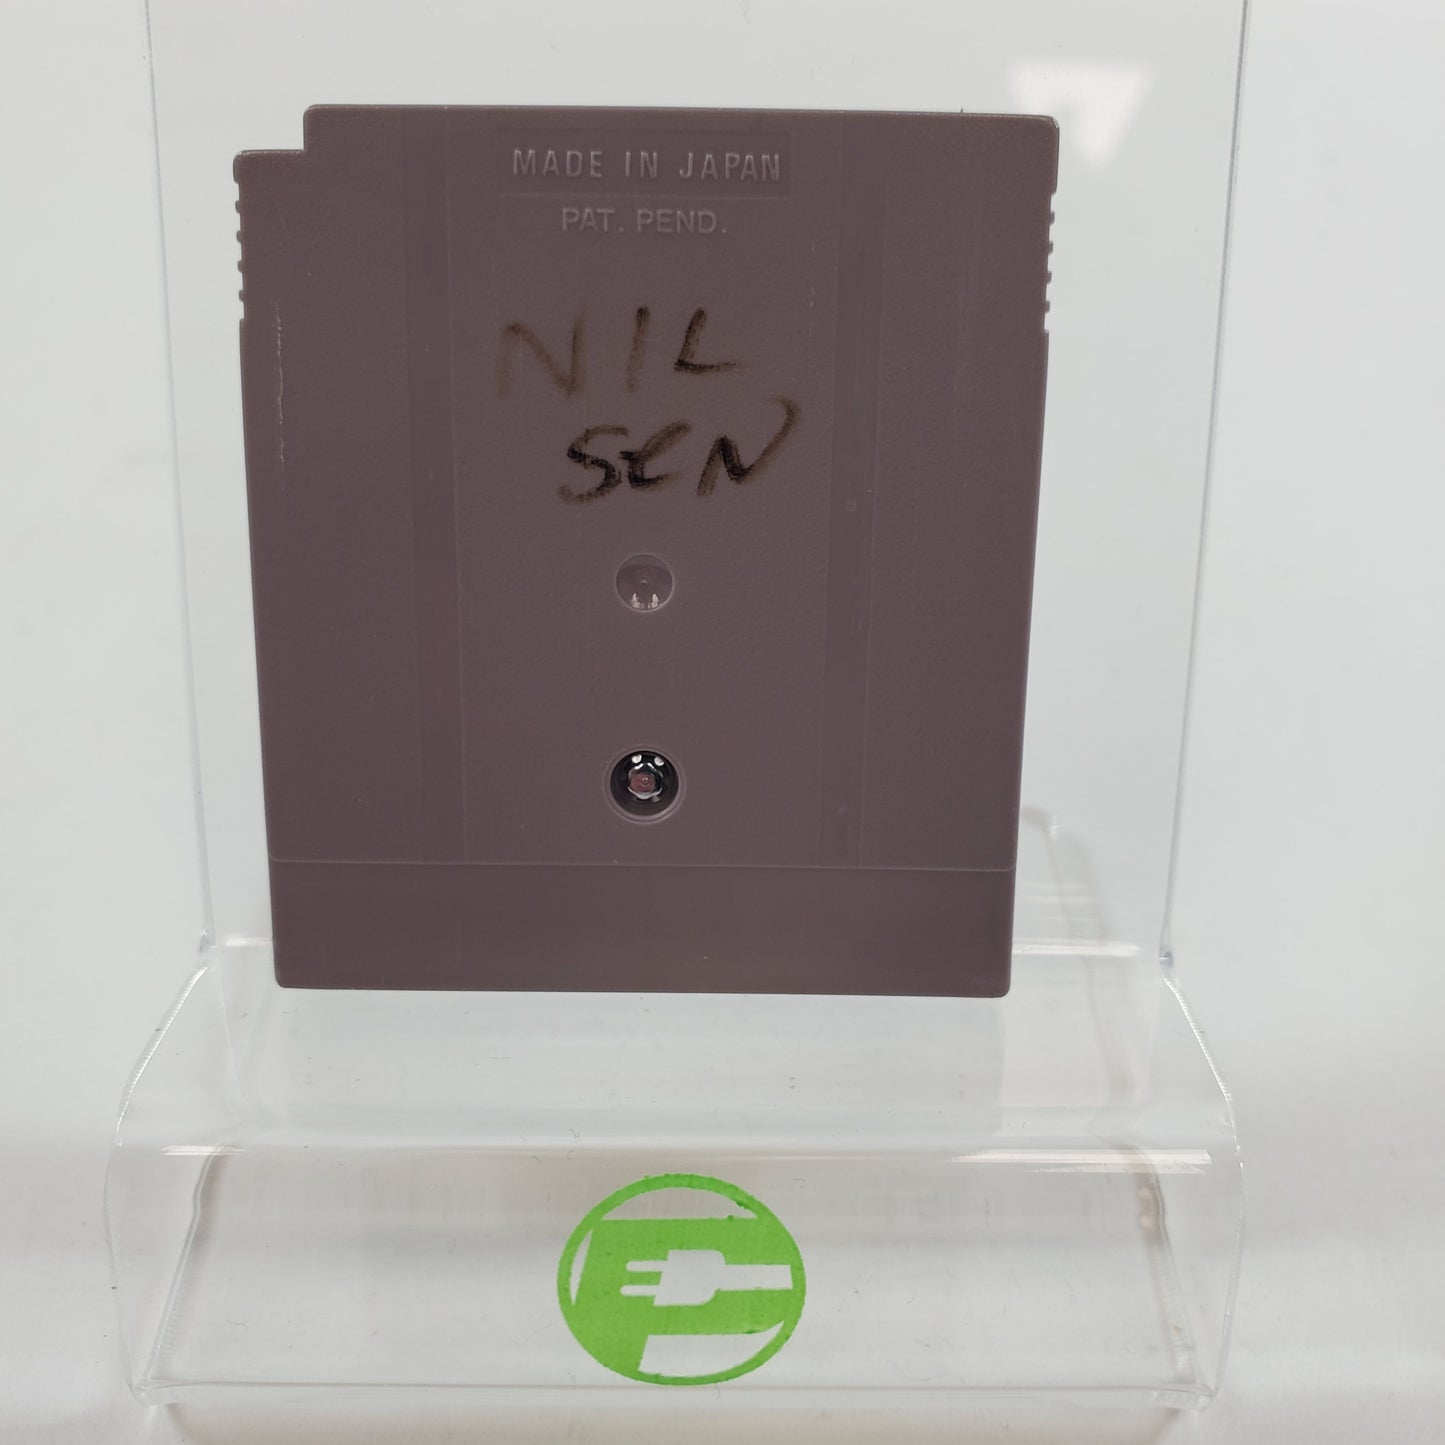 MADE IN JAPAN
PAT. PEND.
NIL
SEN